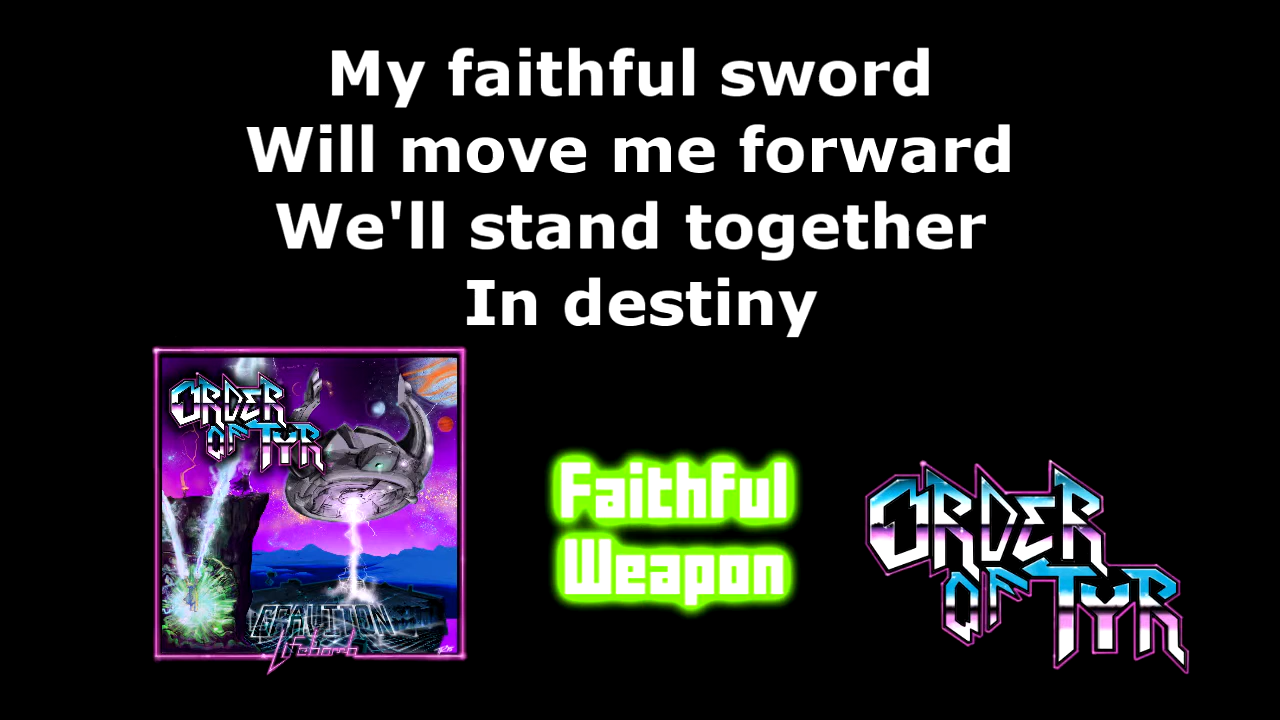 My faithful sword
Will move me forward
We'll stand together
In destiny
ORDER
OF TYR
Faithful
Weapon
ORDER
OF TYR